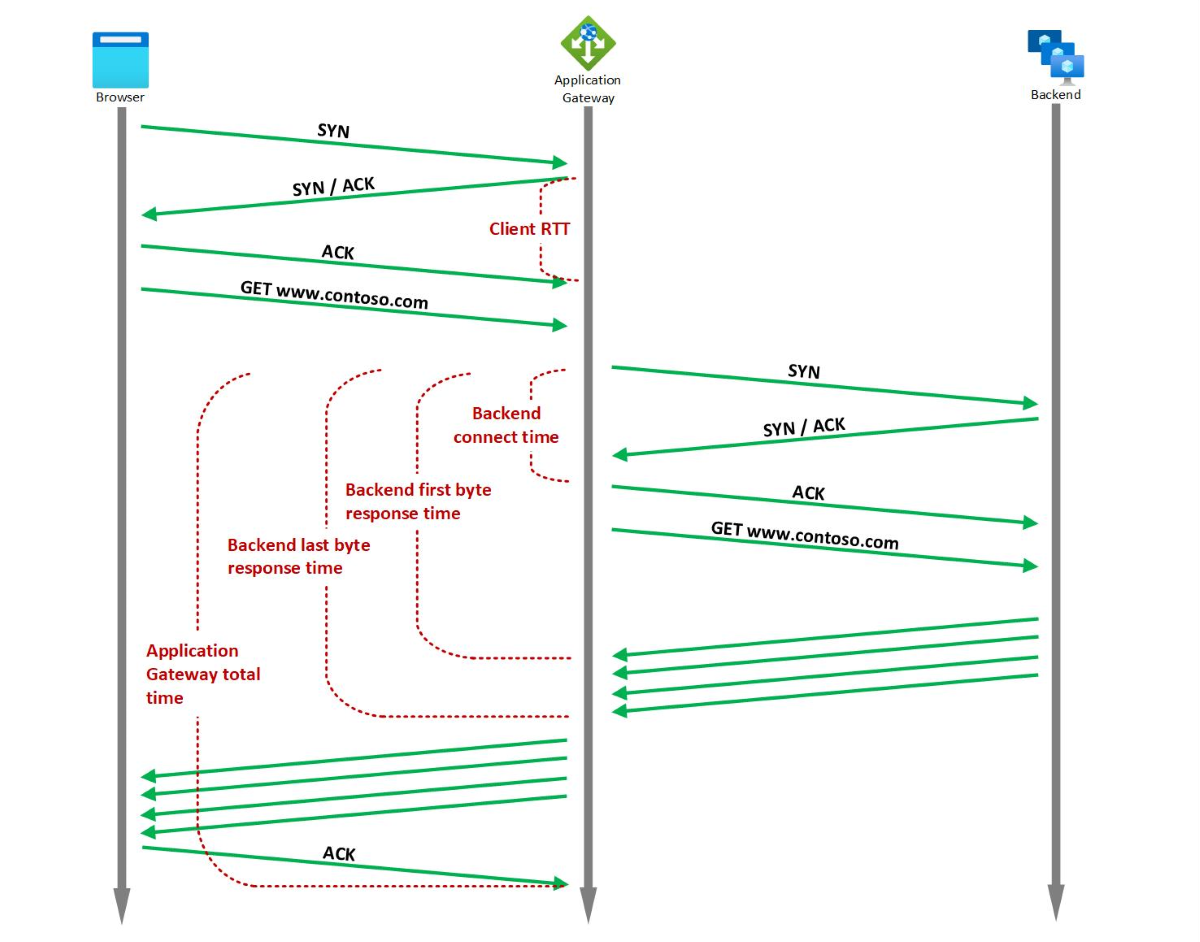 Browser
Application
Gateway
Backend
SYN
SYN / ACK
Client RTT
ACK
GET www.contoso.com
SYN
Backend
connect time
SYN / ACK
Backend first byte
response time
ACK
GET www.contoso.com
Backend last byte
response time
Application
Gateway total
time
ACK